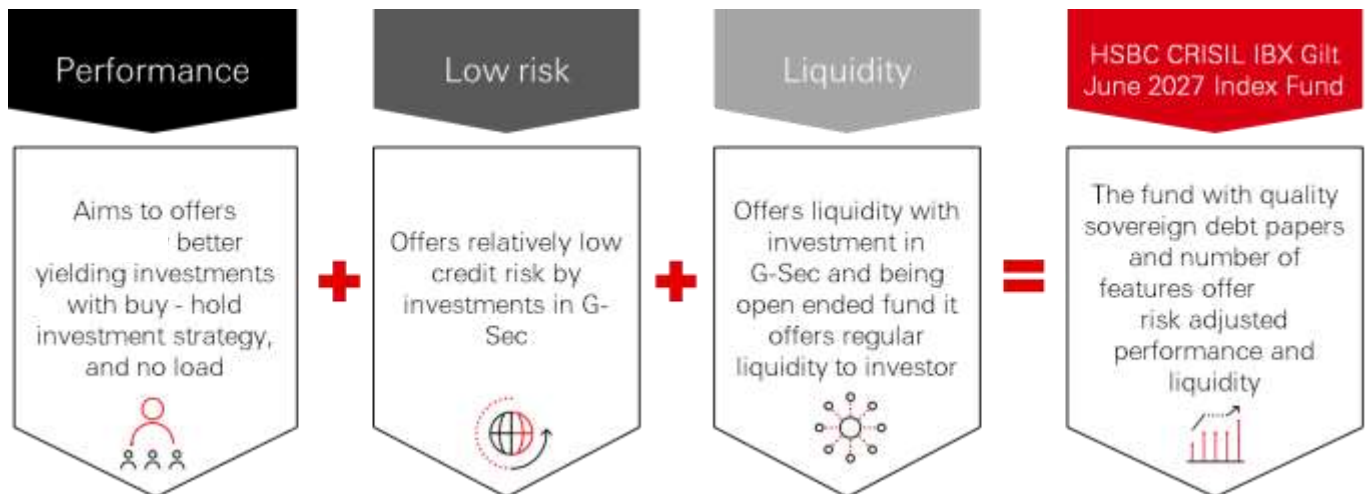 Performance
Low risk
Liquidity
HSBC CRISIL IBX Gilt
June 2027 Index Fund
Aims to offers
better
yielding investments
with buy - hold
investment strategy,
and no load
Offers relatively low
credit risk by
investments in G-
Sec
Offers liquidity with
investment in
G-Sec and being
open ended fund it
offers regular
liquidity to investor
The fund with quality
sovereign debt papers
and number of
features offer
risk adjusted
performance and
liquidity